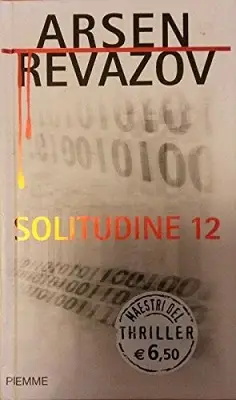 ARSEN
REVAZOV
SOLITUDINE 12
MAESTRI DEL
THRILLER
€ 6,50
PIEMME